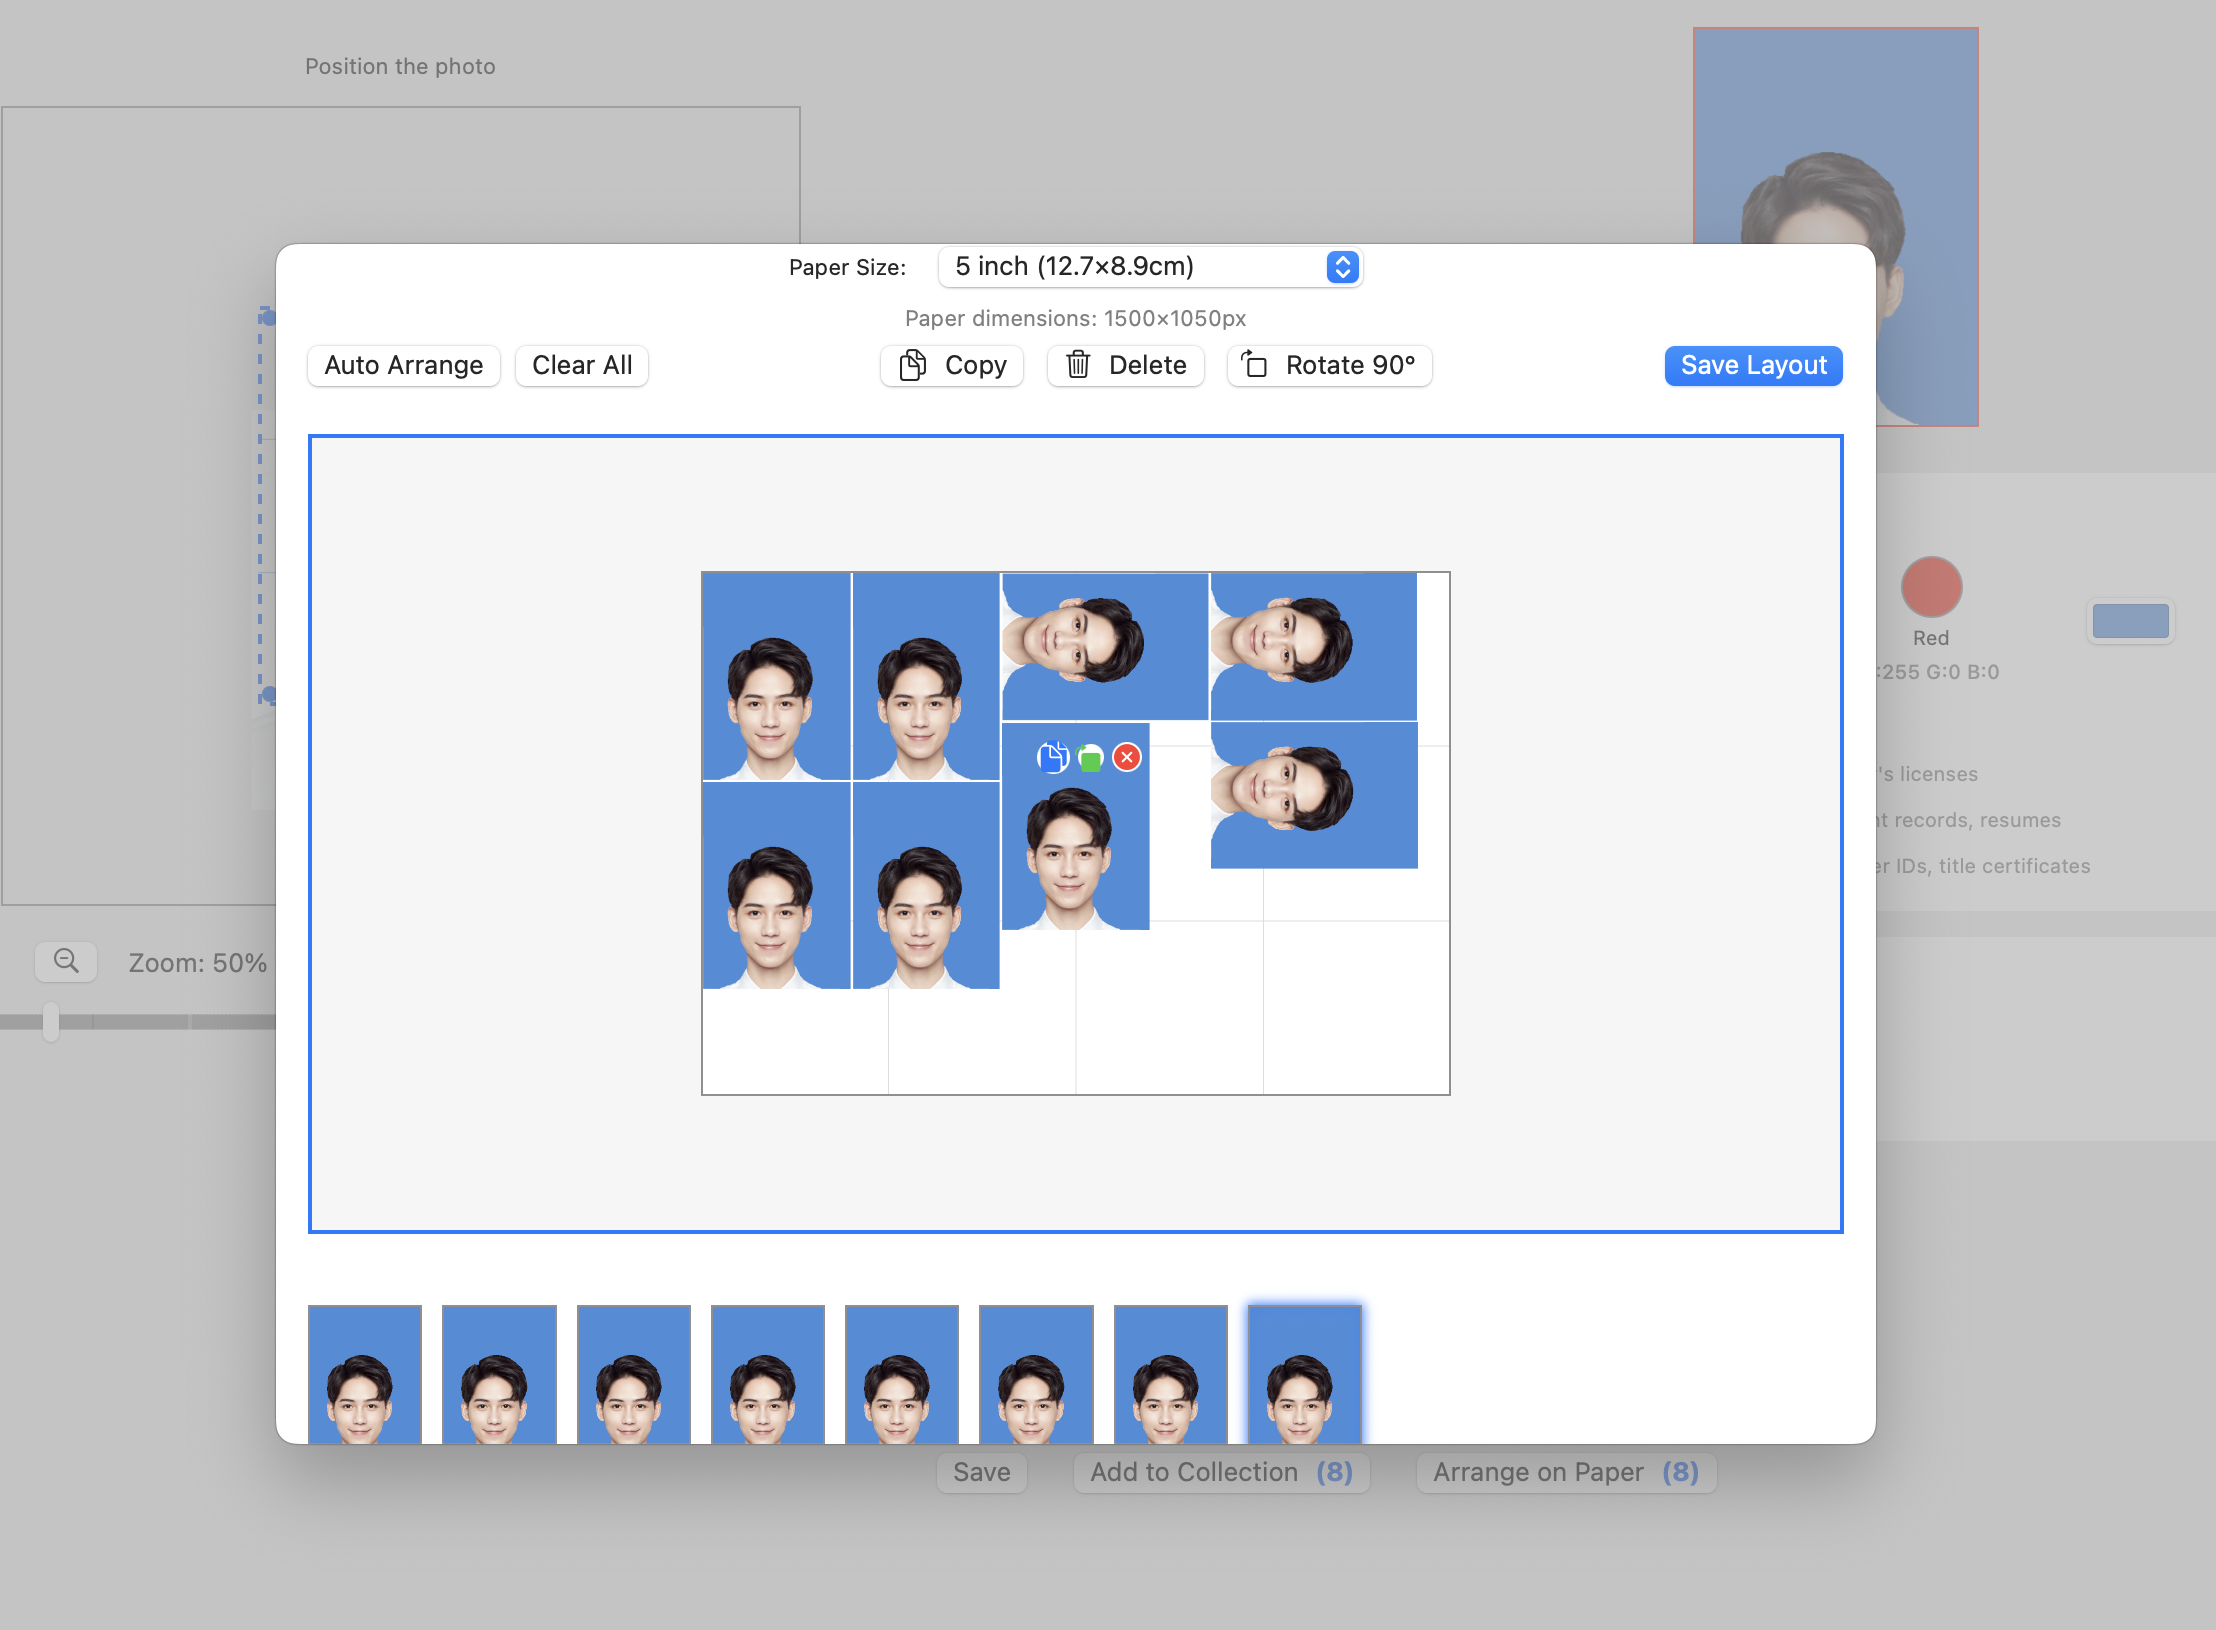 Position the photo
Paper Size: 5 inch (12.7×8.9cm)
Paper dimensions: 1500×1050px
Auto Arrange
Clear All
Copy
Delete
Rotate 90°
Save Layout
Red
:255 G:0 B:0
's licenses
nt records, resumes
er IDs, title certificates
Zoom: 50%
Save
Add to Collection (8)
Arrange on Paper (8)